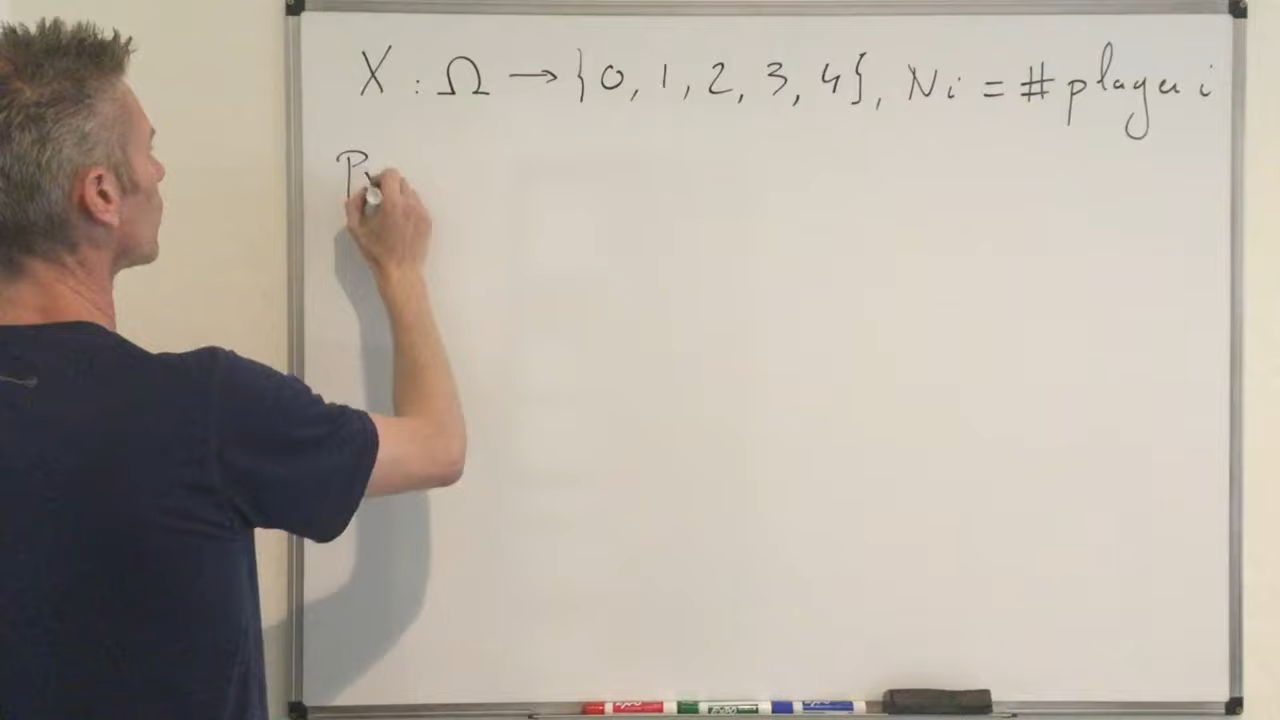 X : Ω → {0, 1, 2, 3, 4}, Ni = # player i
P